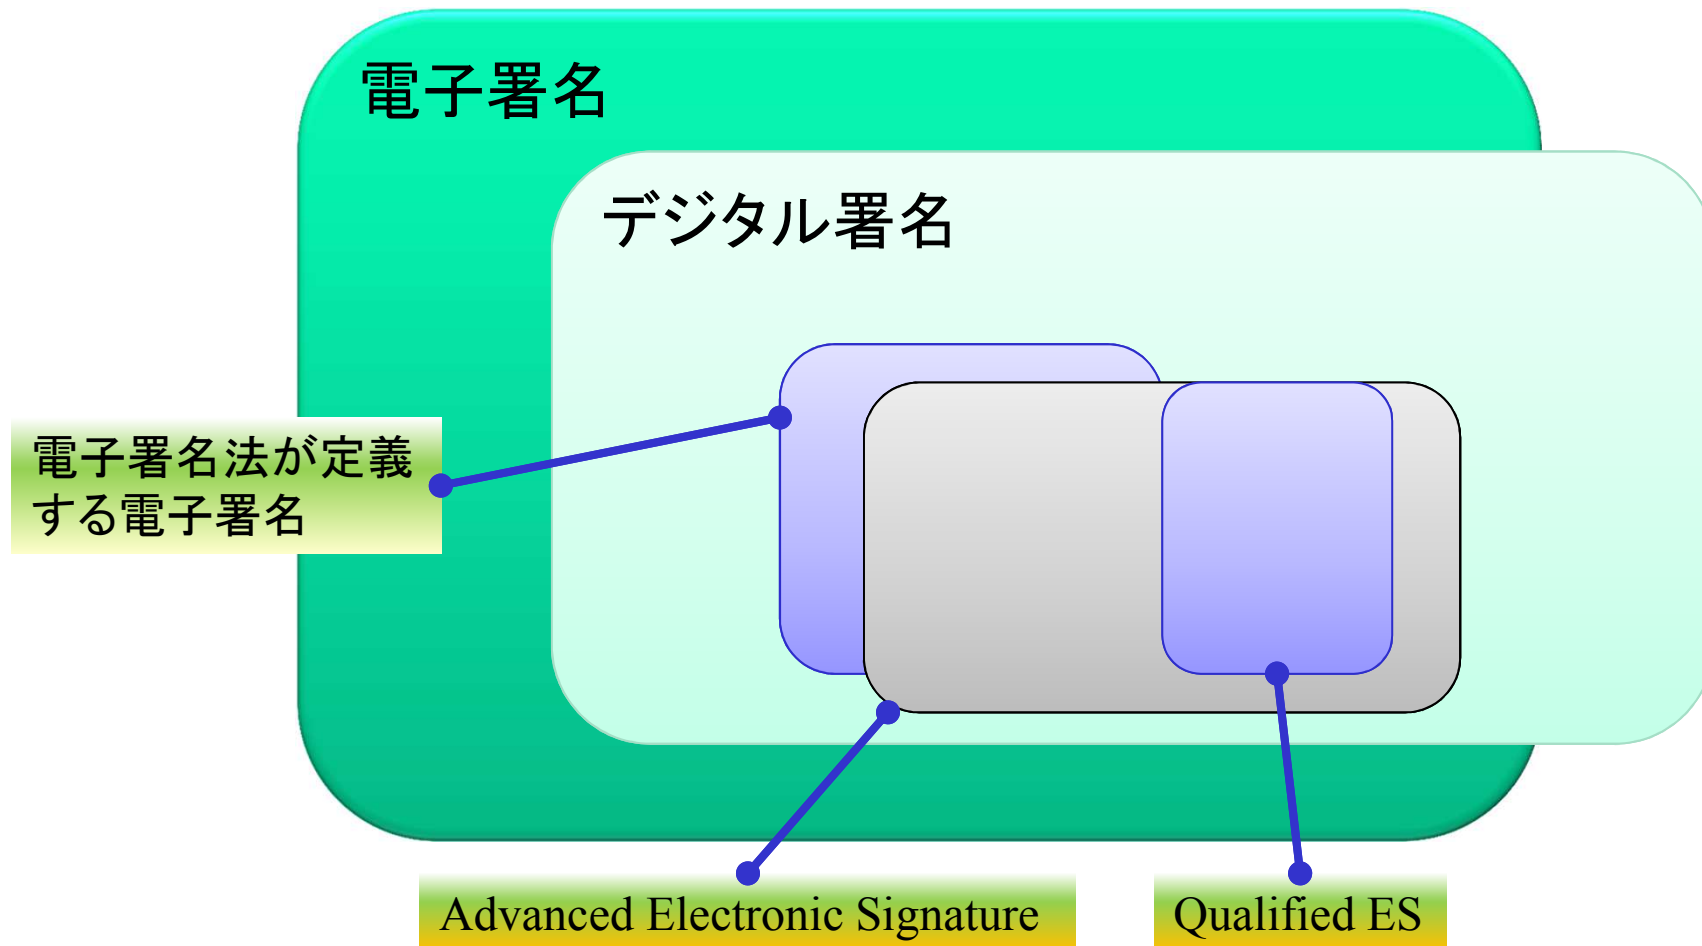 電子署名
デジタル署名
電子署名法が定義
する電子署名
Advanced Electronic Signature
Qualified ES